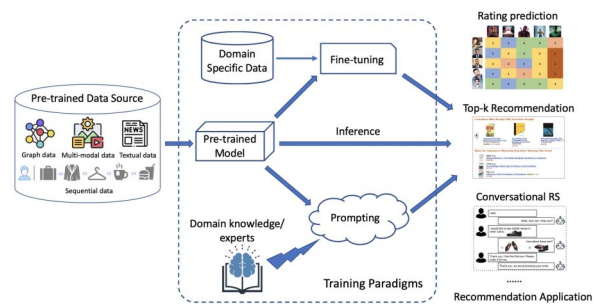 Rating prediction
Domain
Specific Data
Fine-tuning
Pre-trained Data Source
NEWS
Graph data
Multi-modal data
Textual data
Sequential data
Pre-trained
Model
Inference
Top-k Recommendation
Prompting
Domain knowledge/
experts
Training Paradigms
Conversational RS
......
Recommendation Application